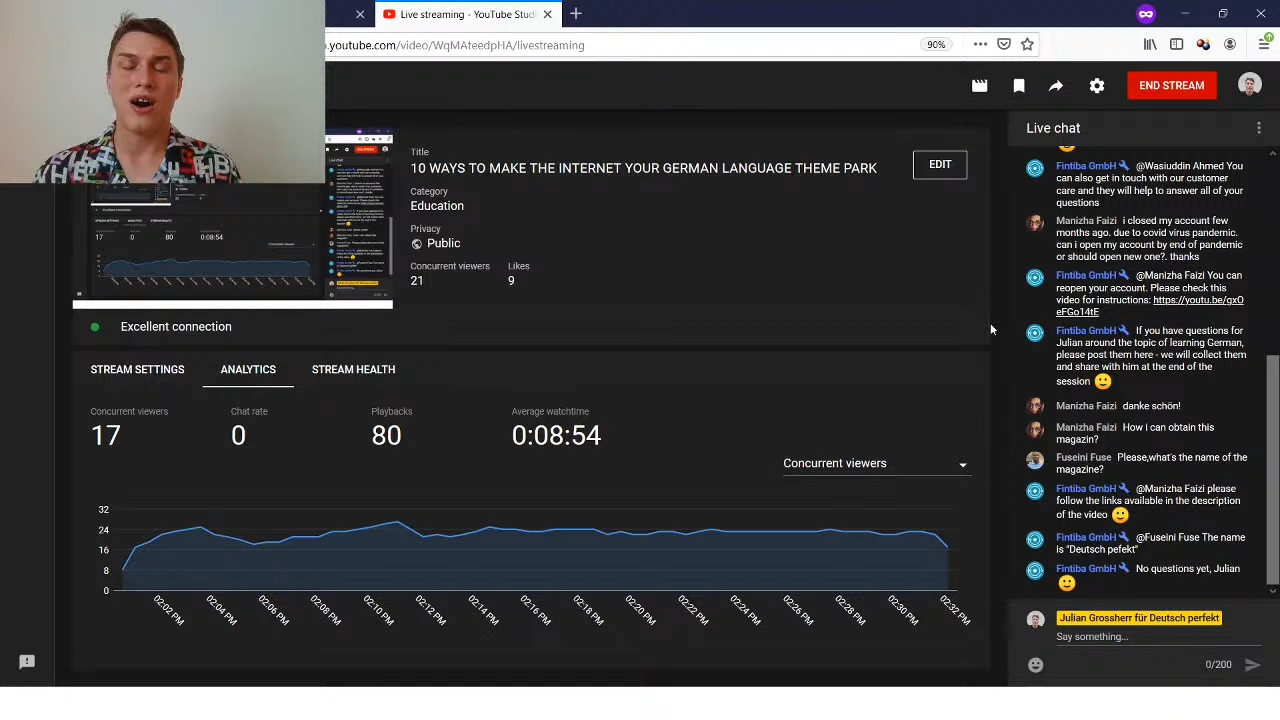 Live streaming - YouTube Stud
youtube.com/video/WqMAteedpHA/livestreaming
90%
END STREAM
Title
10 WAYS TO MAKE THE INTERNET YOUR GERMAN LANGUAGE THEME PARK
EDIT
Category
Education
Privacy
Public
Concurrent viewers
Likes
21
9
Excellent connection
STREAM SETTINGS
ANALYTICS
STREAM HEALTH
Concurrent viewers
Chat rate
Playbacks
Average watchtime
17
0
80
0:08:54
Concurrent viewers
32
24
16
8
0
02:02 PM
02:04 PM
02:06 PM
02:08 PM
02:10 PM
02:12 PM
02:14 PM
02:16 PM
02:18 PM
02:20 PM
02:22 PM
02:24 PM
02:26 PM
02:28 PM
02:30 PM
02:32 PM
Live chat
Fintiba GmbH @Wasiuddin Ahmed You
can also get in touch with our customer
care and they will help to answer all of your
questions
Manizha Faizi i closed my account few
months ago. due to covid virus pandemic.
can i open my account by end of pandemic
or should open new one?. thanks
Fintiba GmbH @Manizha Faizi You can
reopen your account. Please check this
video for instructions: https://youtu.be/gx0
eFGo14tE
Fintiba GmbH If you have questions for
Julian around the topic of learning German,
please post them here - we will collect them
and share with him at the end of the
session
Manizha Faizi danke schön!
Manizha Faizi How i can obtain this
magazin?
Fuseini Fuse Please,what's the name of the
magazine?
Fintiba GmbH @Manizha Faizi please
follow the links available in the description
of the video
Fintiba GmbH @Fuseini Fuse The name
is "Deutsch pefekt"
Fintiba GmbH No questions yet, Julian
Julian Grossherr für Deutsch perfekt
Say something...
0/200